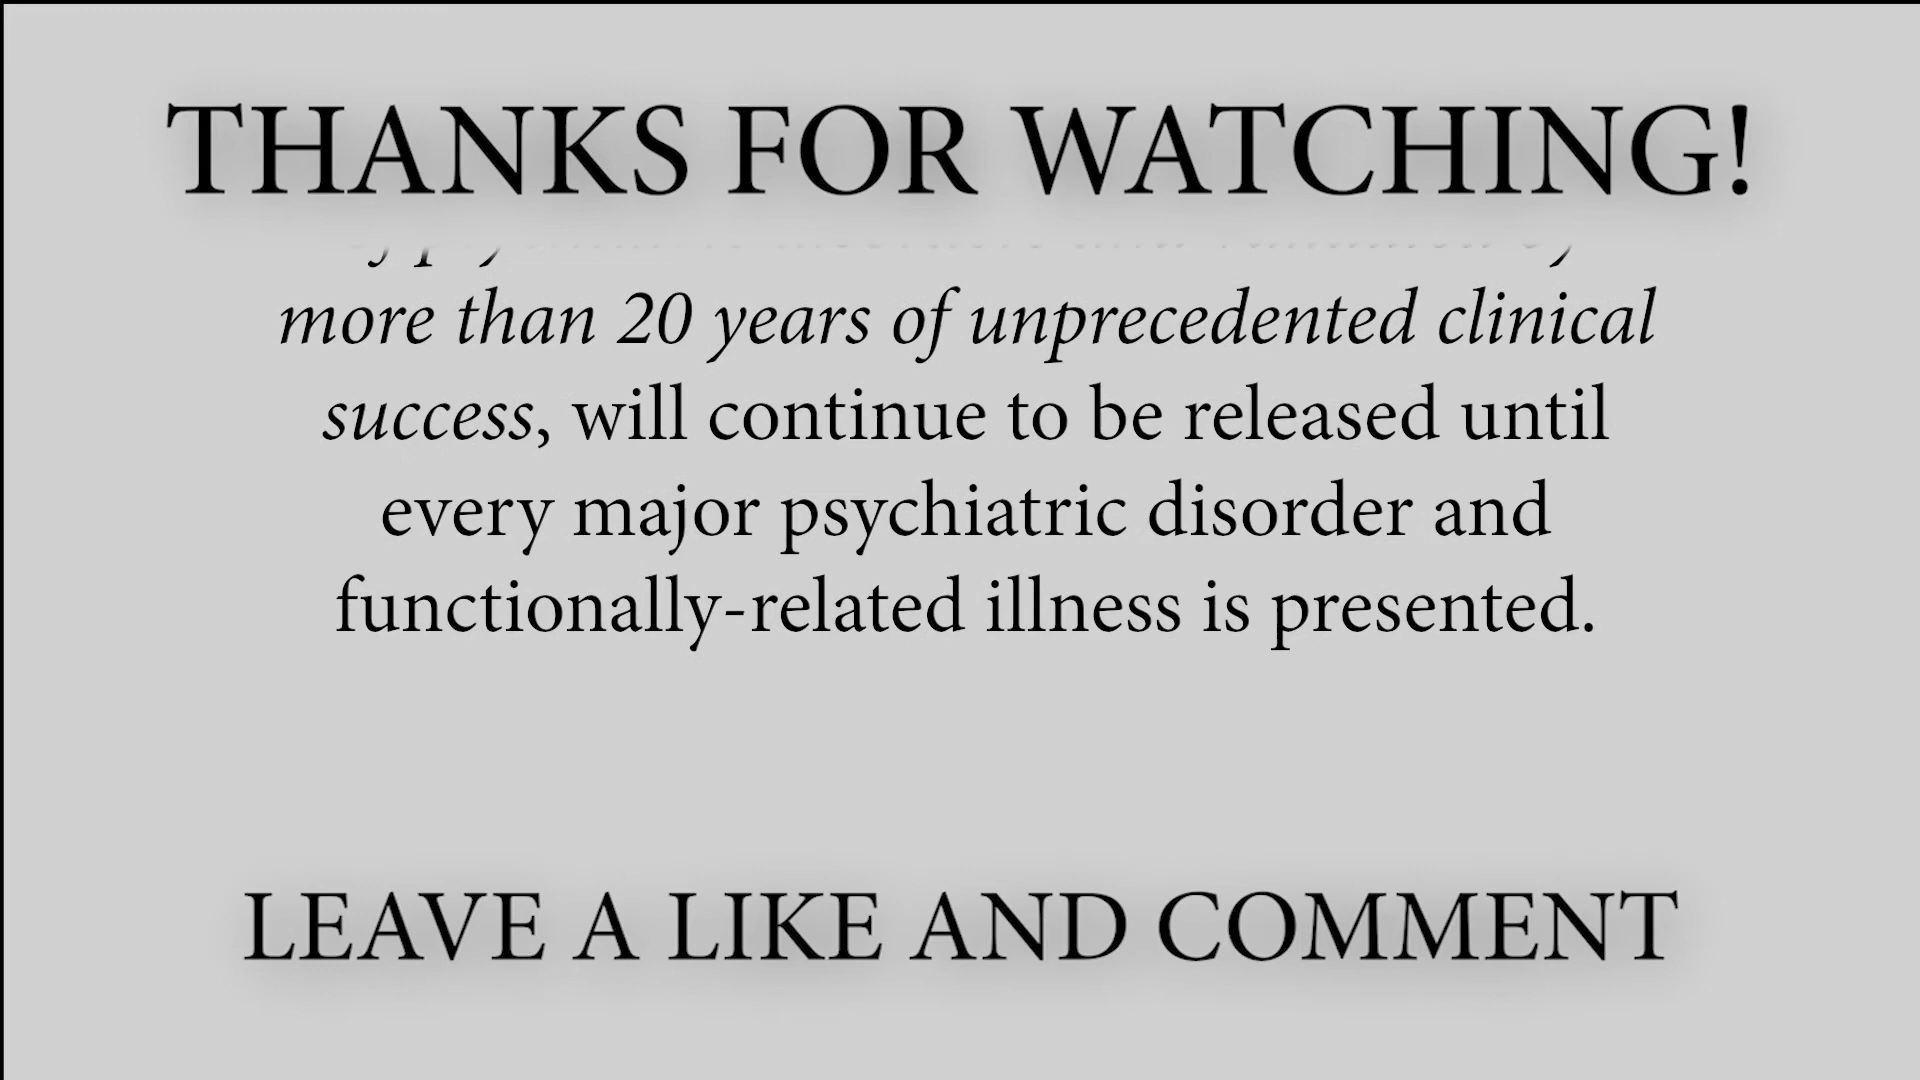 THANKS FOR WATCHING!
more than 20 years of unprecedented clinical
success, will continue to be released until
every major psychiatric disorder and
functionally-related illness is presented.
LEAVE A LIKE AND COMMENT